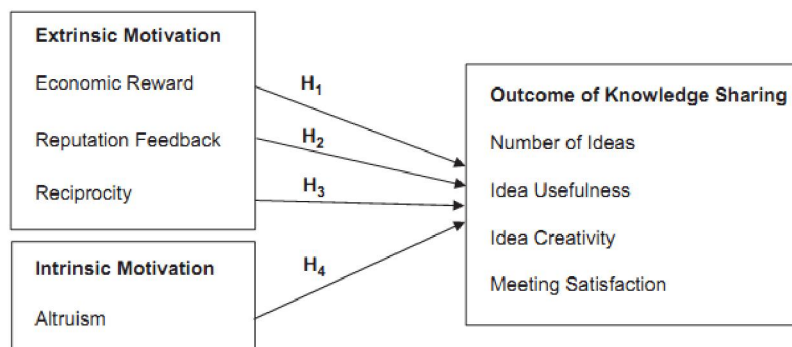 Extrinsic Motivation
Economic Reward
Reputation Feedback
Reciprocity
Intrinsic Motivation
Altruism
H1
H2
H3
H4
Outcome of Knowledge Sharing
Number of Ideas
Idea Usefulness
Idea Creativity
Meeting Satisfaction